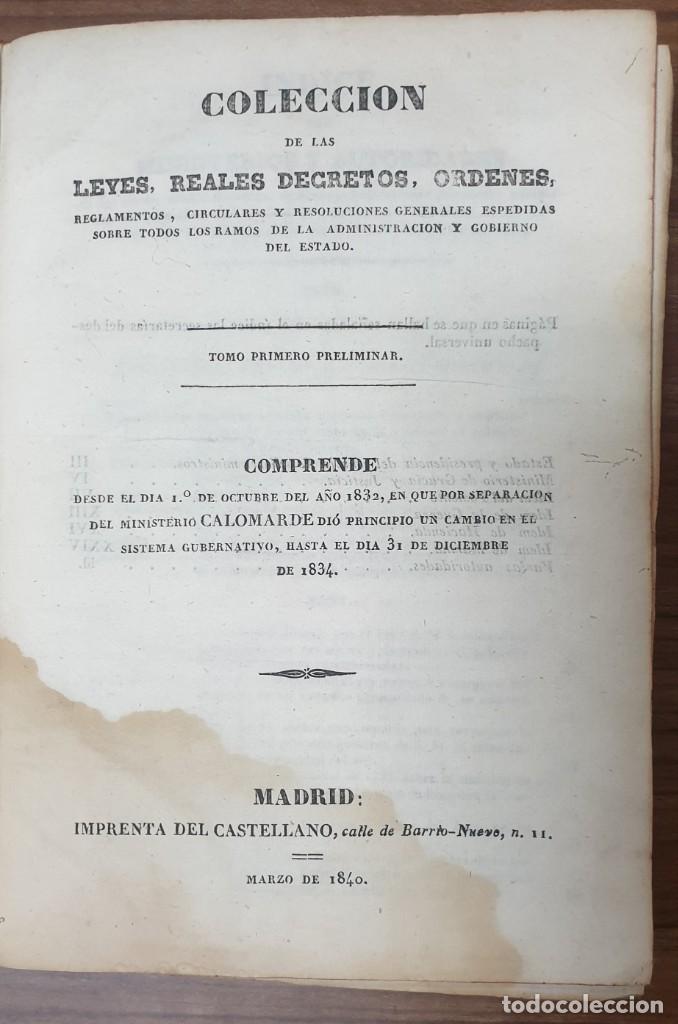 COLECCION
DE LAS
LEYES, REALES DECRETOS, ORDENES,
REGLAMENTOS, CIRCULARES Y RESOLUCIONES GENERALES ESPEDIDAS
SOBRE TODOS LOS RAMOS DE LA ADMINISTRACION Y GOBIERNO
DEL ESTADO.
TOMO PRIMERO PRELIMINAR.
COMPRENDE
DESDE EL DIA 1.º DE OCTUBRE DEL AÑO 1832, EN QUE POR SEPARACION
DEL MINISTERIO CALOMARDE DIÓ PRINCIPIO UN CAMBIO EN EL
SISTEMA GUBERNATIVO, HASTA EL DIA 31 DE DICIEMBRE
DE 1834.
MADRID:
IMPRENTA DEL CASTELLANO, calle de Barrio-Nuevo, n. 11.
MARZO DE 1840.
todocoleccion